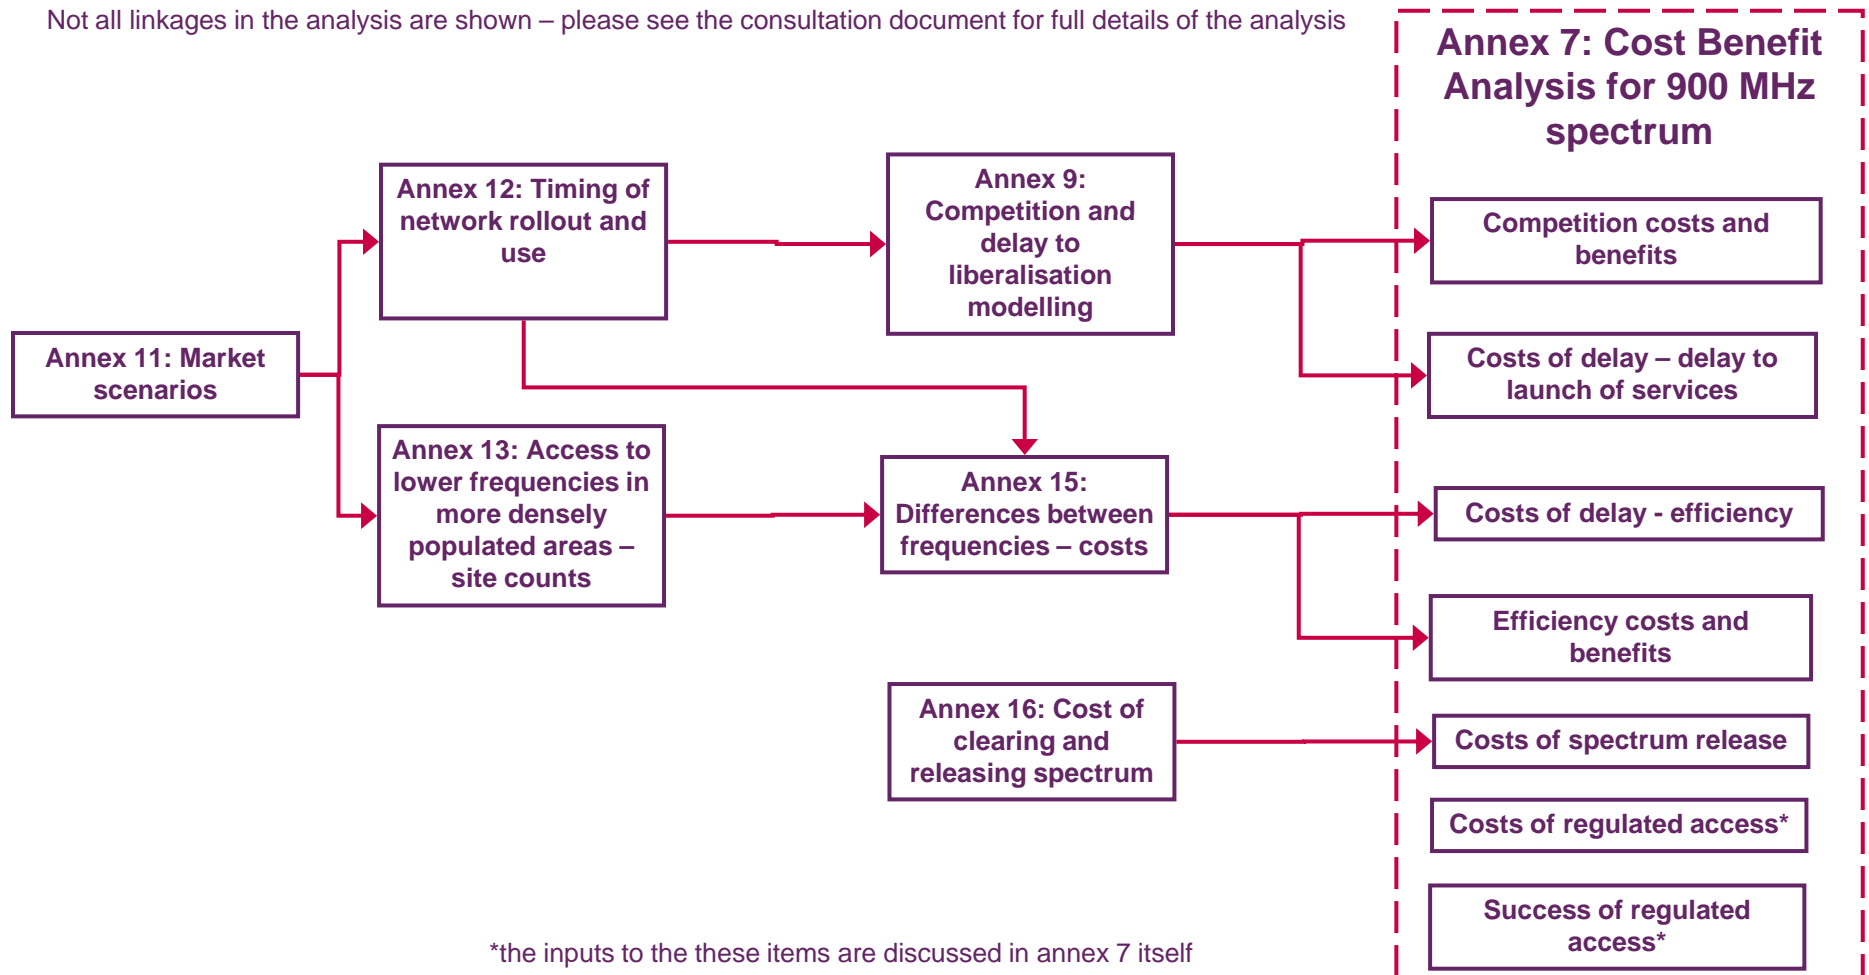 Not all linkages in the analysis are shown – please see the consultation document for full details of the analysis
Annex 7: Cost Benefit
Analysis for 900 MHz
spectrum
Annex 12: Timing of
network rollout and
use
Annex 9:
Competition and
delay to
liberalisation
modelling
Competition costs and
benefits
Annex 11: Market
scenarios
Costs of delay – delay to
launch of services
Annex 13: Access to
lower frequencies in
more densely
populated areas –
site counts
Annex 15:
Differences between
frequencies – costs
Costs of delay - efficiency
Efficiency costs and
benefits
Annex 16: Cost of
clearing and
releasing spectrum
Costs of spectrum release
Costs of regulated access*
Success of regulated
access*
*the inputs to the these items are discussed in annex 7 itself